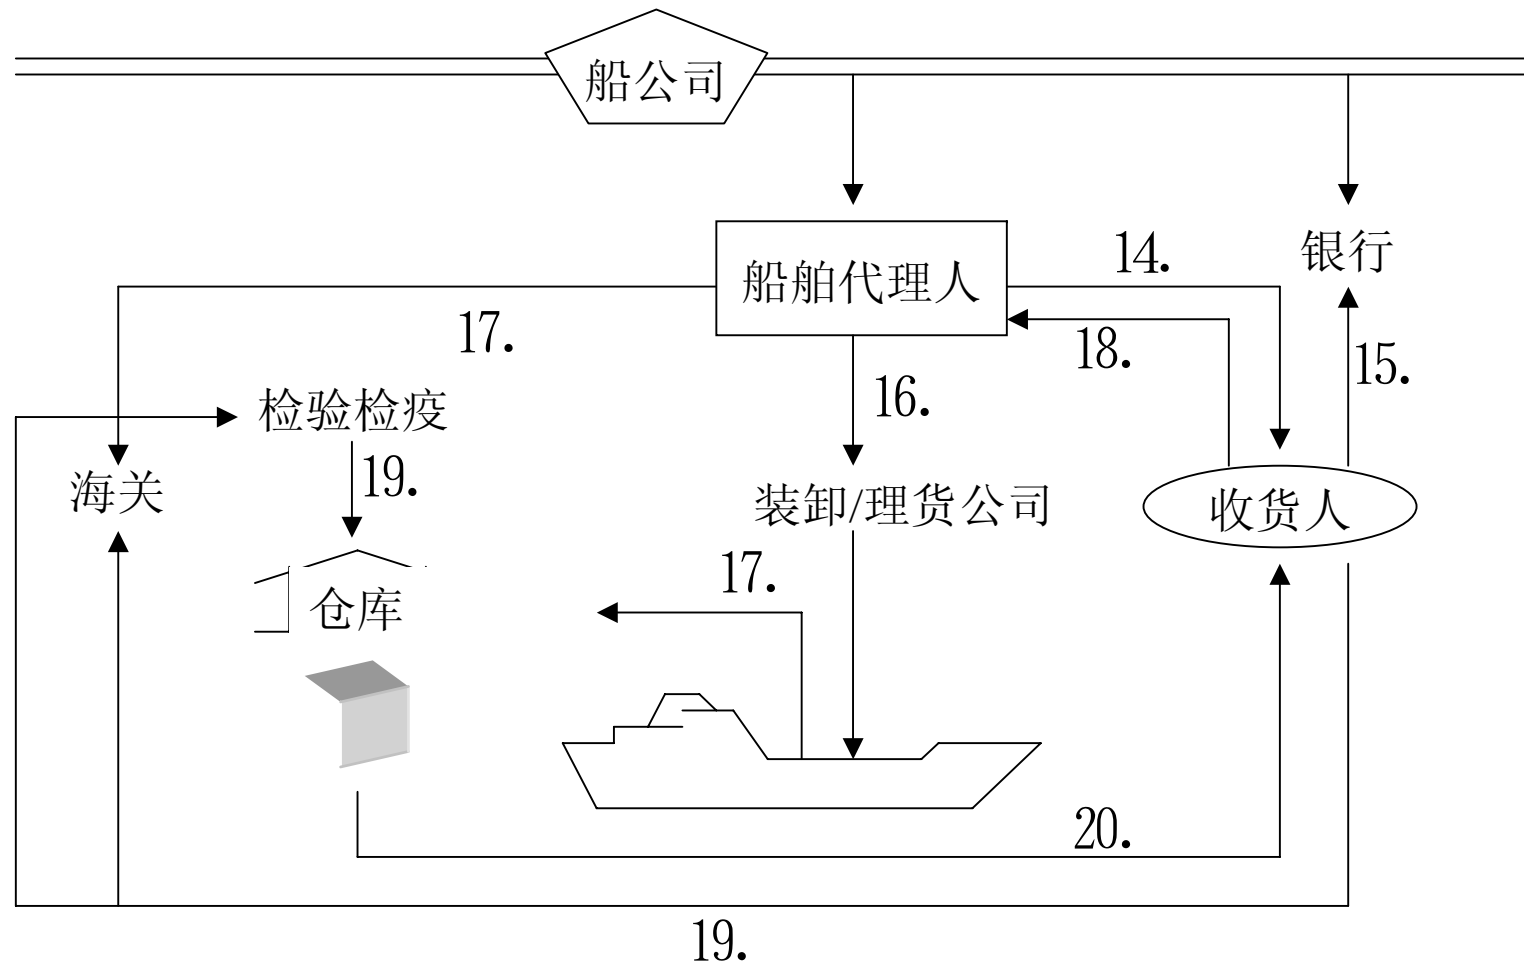 船公司
银行
14.
船舶代理人
17.
18.
15.
16.
检验检疫
19.
海关
装卸/理货公司
收货人
17.
仓库
20.
19.